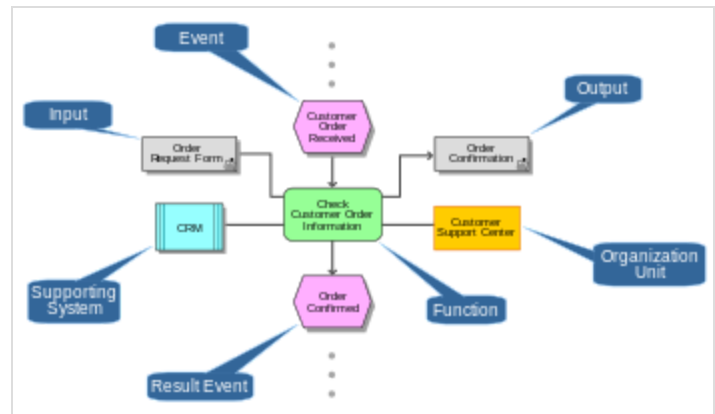 Event
Output
Input
Customer
Order
Received
Order
Request Form
Order
Confirmation
Check
Customer Order
Information
CRM
Customer
Support Center
Organization
Unit
Supporting
System
Order
Confirmed
Function
Result Event